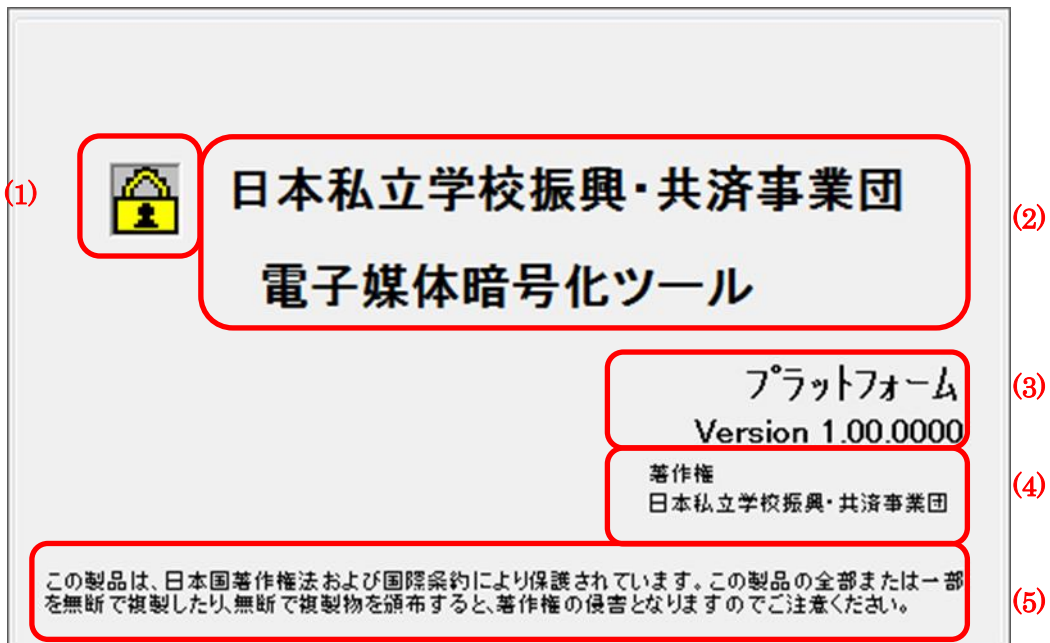 (1)
日本私立学校振興・共済事業団
電子媒体暗号化ツール
(2)
プラットフォーム
Version 1.00.0000
(3)
著作権
日本私立学校振興・共済事業団
(4)
この製品は、日本国著作権法および国際条約により保護されています。この製品の全部または一部
を無断で複製したり、無断で複製物を頒布すると、著作権の侵害となりますのでご注意ください。
(5)